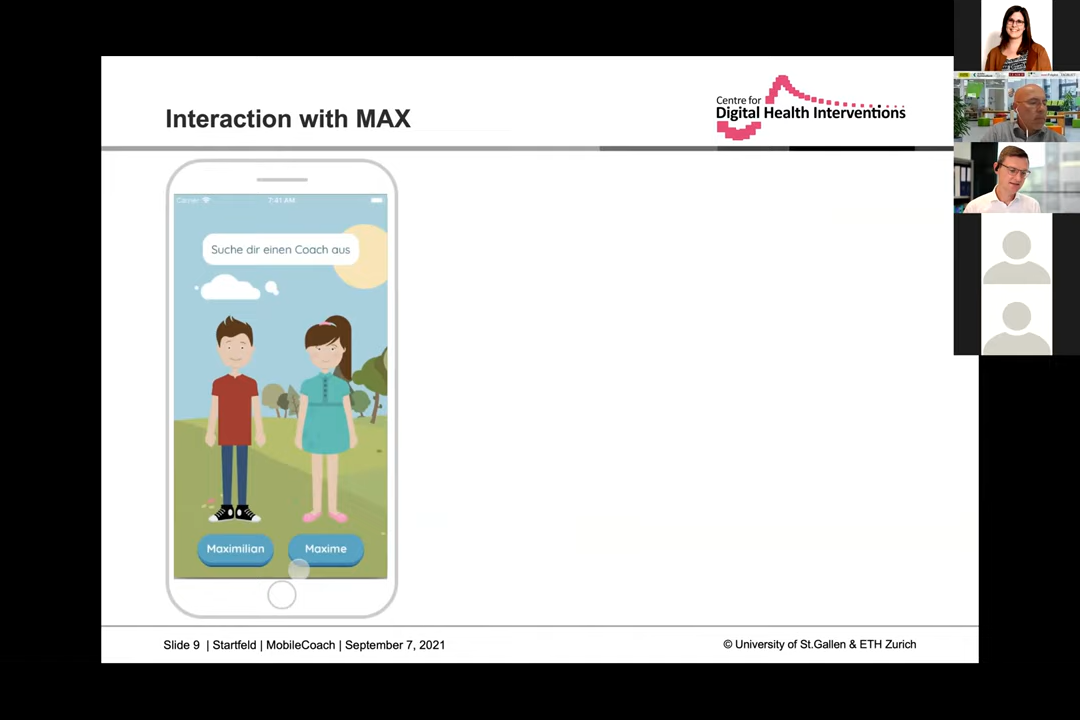 Interaction with MAX
Centre for
Digital Health Interventions
Carrier 7:41 AM
Suche dir einen Coach aus
Maximilian
Maxime
Slide 9 | Startfeld | MobileCoach | September 7, 2021
© University of St.Gallen & ETH Zurich